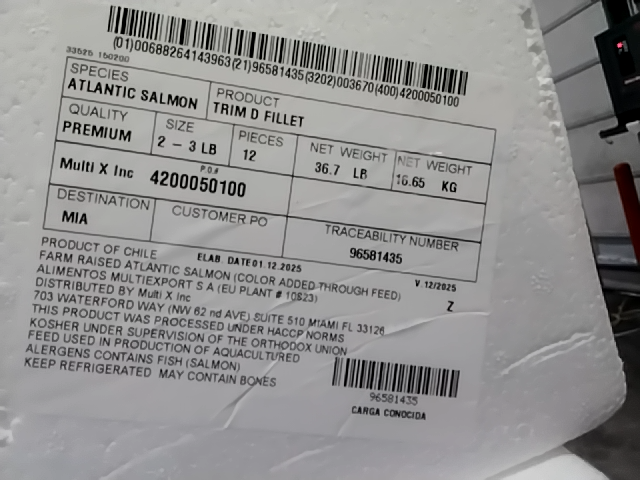 (01)00688264143963(21)96581435(3202)003670(400)4200050100
33525 150200
SPECIES
ATLANTIC SALMON
PRODUCT
TRIM D FILLET
QUALITY
PREMIUM
SIZE
2 - 3 LB
PIECES
12
NET WEIGHT
36.7 LB
NET WEIGHT
16.65 KG
Multi X Inc
P.O.#
4200050100
DESTINATION
MIA
CUSTOMER PO
TRACEABILITY NUMBER
96581435
PRODUCT OF CHILE
ELAB DATE01.12.2025
V.12/2025
FARM RAISED ATLANTIC SALMON (COLOR ADDED THROUGH FEED)
Z
ALIMENTOS MULTIEXPORT S A (EU PLANT # 10823)
DISTRIBUTED BY Multi X Inc
703 WATERFORD WAY (NW 62 nd AVE) SUITE 510 MIAMI FL 33126
THIS PRODUCT WAS PROCESSED UNDER HACCP NORMS
KOSHER UNDER SUPERVISION OF THE ORTHODOX UNION
FEED USED IN PRODUCTION OF AQUACULTURED
ALERGENS CONTAINS FISH (SALMON)
KEEP REFRIGERATED MAY CONTAIN BONES
96581435
CARGA CONOCIDA